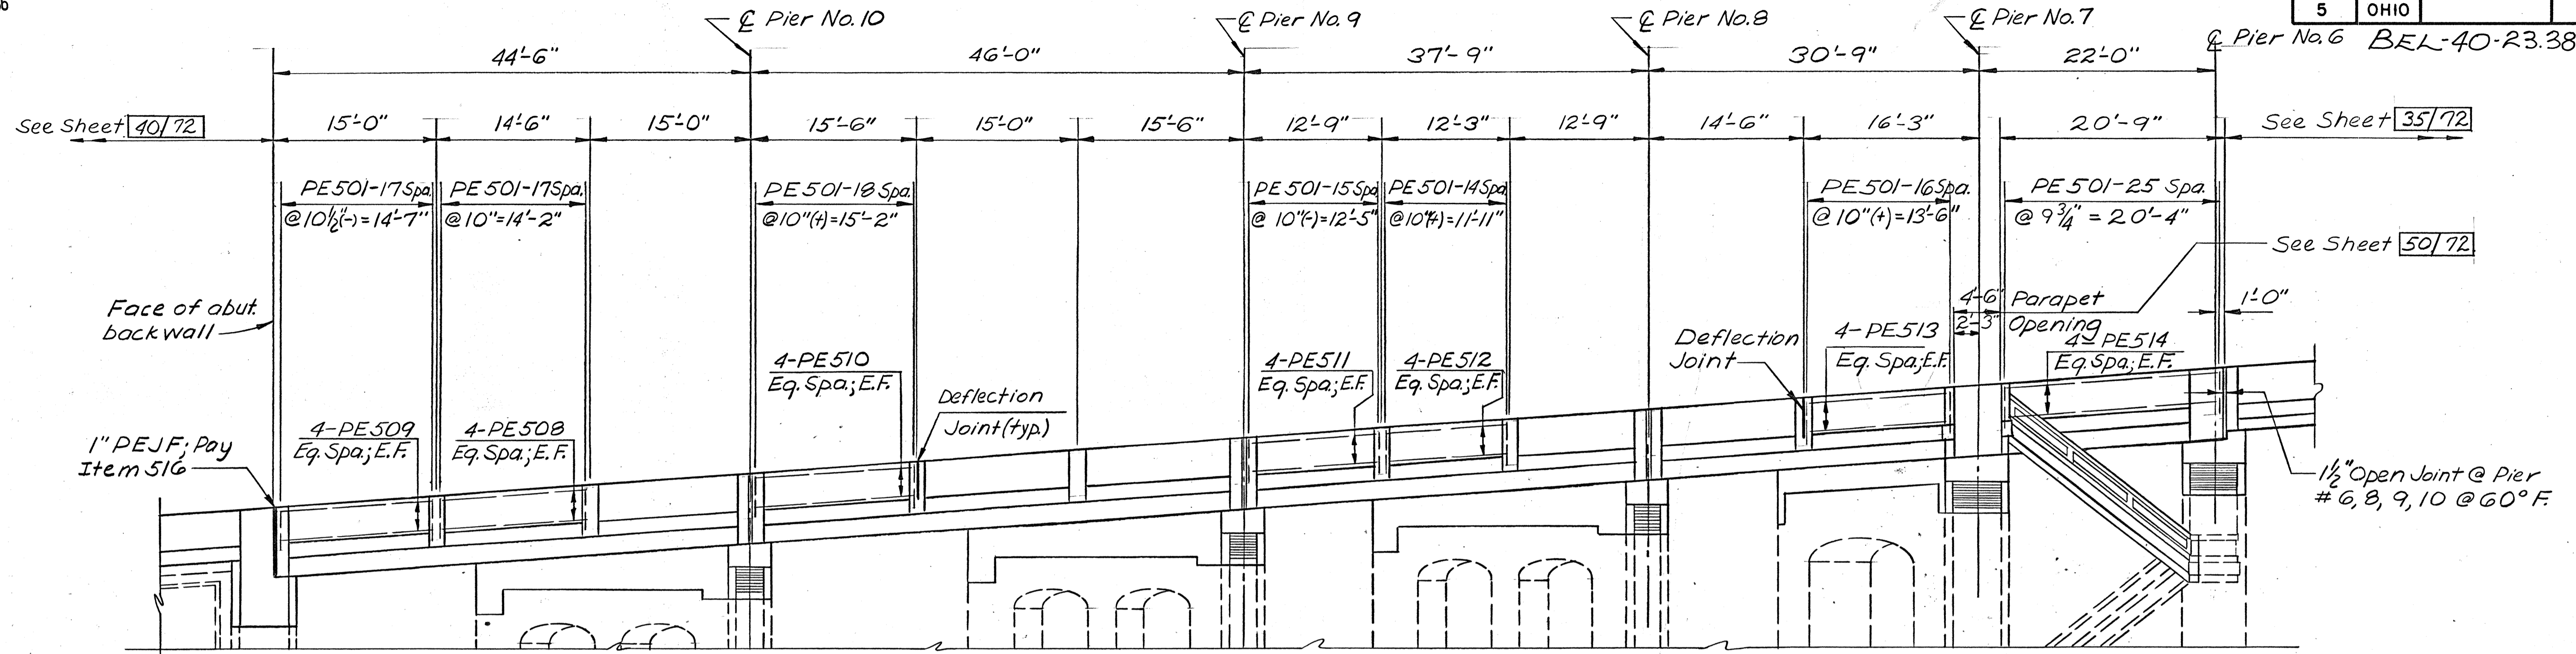 5 OHIO
℄ Pier No. 10
℄ Pier No. 9
℄ Pier No. 8
℄ Pier No. 7
℄ Pier No. 6
BEL-40-23.38
44'-6"
46'-0"
37'-9"
30'-9"
22'-0"
See Sheet 40/72
15'-0"
14'-6"
15'-0"
15'-6"
15'-0"
15'-6"
12'-9"
12'-3"
12'-9"
14'-6"
16'-3"
20'-9"
See Sheet 35/72
PE501-17 Spa.
@ 10½"(-)=14'-7"
PE501-17 Spa.
@ 10"=14'-2"
PE501-18 Spa.
@ 10"(+)=15'-2"
PE501-15 Spa
@ 10"(-)=12'-5"
PE501-14 Spa.
@ 10"(+)=11'-11"
PE501-16 Spa.
@ 10"(+)=13'-6"
PE501-25 Spa.
@ 9¾" = 20'-4"
See Sheet 50/72
Face of abut.
backwall
4'-6" Parapet
2'-3" Opening
1'-0"
Deflection
Joint
4-PE513
Eq. Spa.; E.F.
4-PE514
Eq. Spa.; E.F.
4-PE510
Eq. Spa.; E.F.
4-PE511
Eq. Spa.; E.F.
4-PE512
Eq. Spa.; E.F.
Deflection
Joint (typ.)
4-PE509
Eq. Spa.; E.F.
4-PE508
Eq. Spa.; E.F.
1" PEJF; Pay
Item 516
1½" Open Joint @ Pier
# 6, 8, 9, 10 @ 60° F.